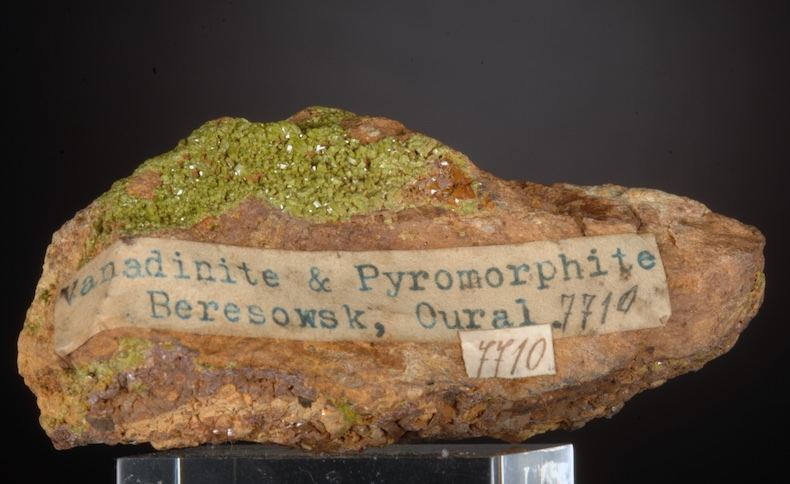 Vanadinite & Pyromorphite
Beresowsk, Oural. 7710
7710